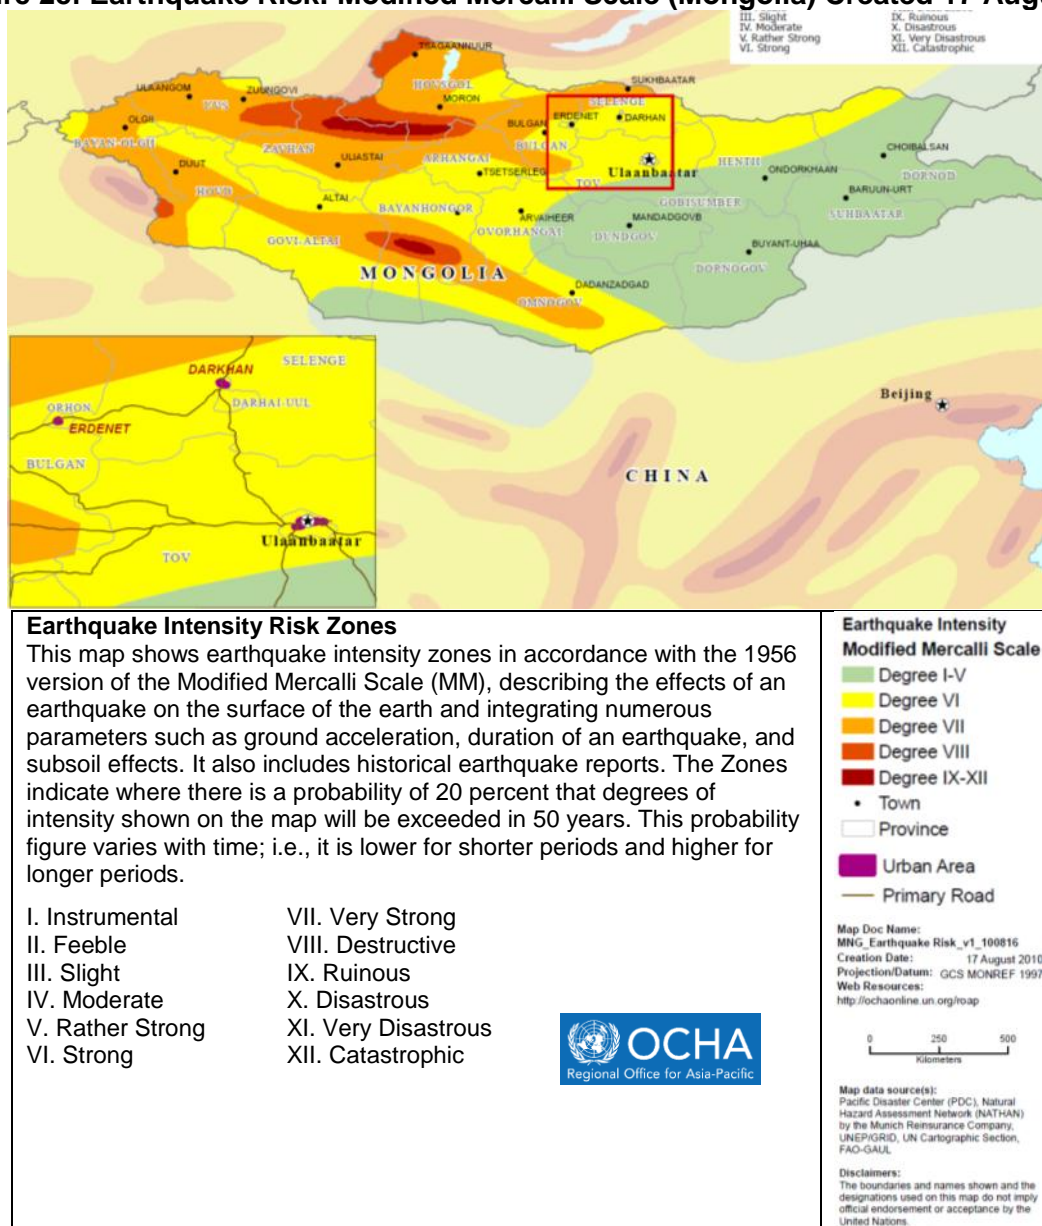 re 23. Earthquake Risk: Modified Mercalli Scale (Mongolia) Created 17 Augu
III. Slight
IV. Moderate
V. Rather Strong
VI. Strong
IX. Ruinous
X. Disastrous
XI. Very Disastrous
XII. Catastrophic
TSAGAANNUUR
HOVSGOL
ULAANGOM
ZUUNGOVI
UVS
MORON
SUKHBAATAR
SELENGE
OLGII
BAYAN-OLGII
BULGAN
ERDENET
DARHAN
BULGAN
ZAVHAN
ULIASTAI
ARHANGAI
CHOIBALSAN
DUUT
TSETSERLEG
Ulaanbaatar
HENTII
ONDORKHAAN
DORNOD
HOVD
TOV
BARUUN-URT
ALTAI
BAYANHONGOR
ARVAIHEER
GOBISUMBER
MANDADGOVB
SUHBAATAR
GOVI-ALTAI
OVORHANGAI
DUNDGOV
BUYANT-UHAA
MONGOLIA
DORNOGOV
DADANZADGAD
OMNOGOV
SELENGE
DARKHAN
ORHON
DARHAI-UUL
ERDENET
BULGAN
Ulaanbaatar
TOV
Beijing
CHINA
Earthquake Intensity Risk Zones
This map shows earthquake intensity zones in accordance with the 1956
version of the Modified Mercalli Scale (MM), describing the effects of an
earthquake on the surface of the earth and integrating numerous
parameters such as ground acceleration, duration of an earthquake, and
subsoil effects. It also includes historical earthquake reports. The Zones
indicate where there is a probability of 20 percent that degrees of
intensity shown on the map will be exceeded in 50 years. This probability
figure varies with time; i.e., it is lower for shorter periods and higher for
longer periods.
I. Instrumental
II. Feeble
III. Slight
IV. Moderate
V. Rather Strong
VI. Strong
VII. Very Strong
VIII. Destructive
IX. Ruinous
X. Disastrous
XI. Very Disastrous
XII. Catastrophic
OCHA
Regional Office for Asia-Pacific
Earthquake Intensity
Modified Mercalli Scale
Degree I-V
Degree VI
Degree VII
Degree VIII
Degree IX-XII
Town
Province
Urban Area
Primary Road
Map Doc Name:
MNG_Earthquake Risk_v1_100816
Creation Date: 17 August 2010
Projection/Datum: GCS MONREF 1997
Web Resources:
http://ochaonline.un.org/roap
0 250 500
Kilometers
Map data source(s):
Pacific Disaster Center (PDC), Natural
Hazard Assessment Network (NATHAN)
by the Munich Reinsurance Company,
UNEP/GRID, UN Cartographic Section,
FAO-GAUL
Disclaimers:
The boundaries and names shown and the
designations used on this map do not imply
official endorsement or acceptance by the
United Nations.